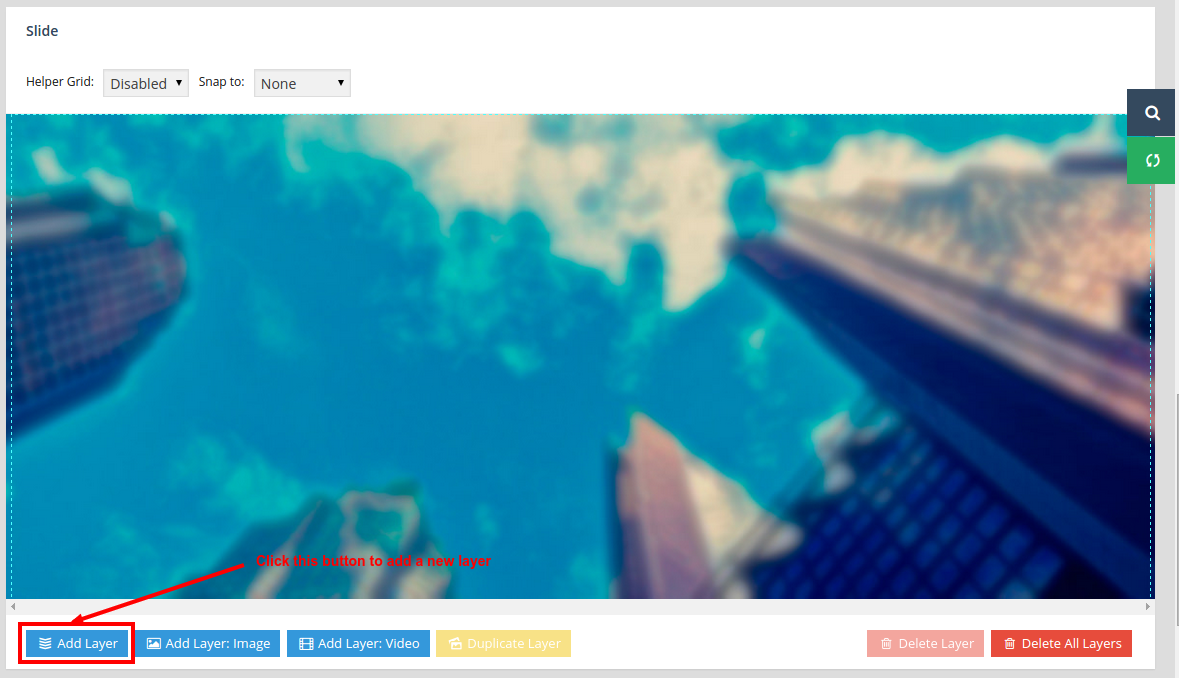 Slide
Helper Grid: Disabled Snap to: None
Click this button to add a new layer
Add Layer Add Layer: Image Add Layer: Video Duplicate Layer Delete Layer Delete All Layers